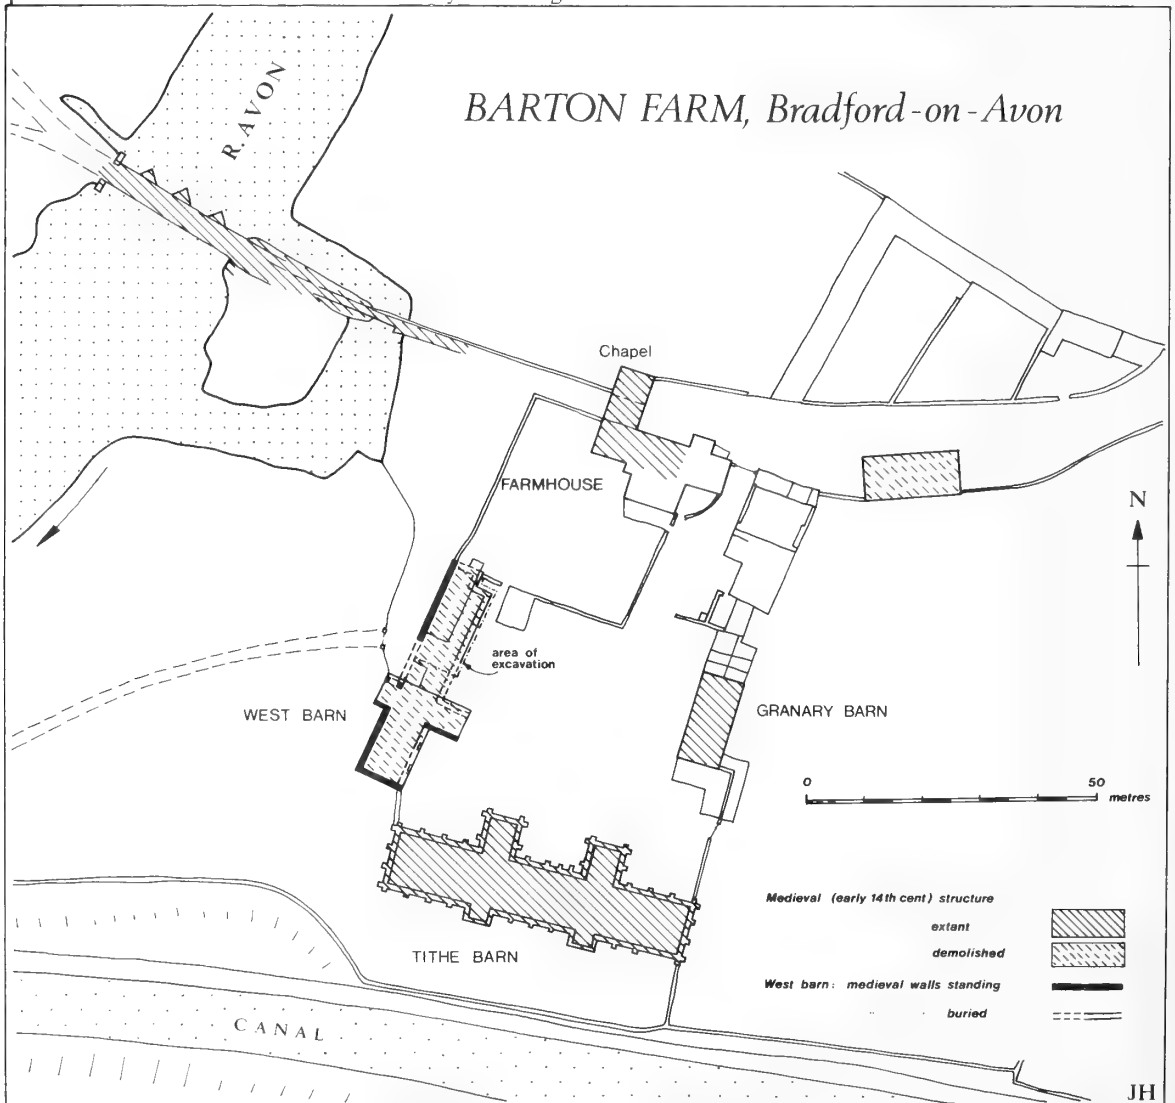 BARTON FARM, Bradford-on-Avon
R. AVON
Chapel
FARMHOUSE
N
area of
excavation
WEST BARN
GRANARY BARN
0 50
metres
Medieval (early 14th cent) structure
extant
demolished
West barn: medieval walls standing
" " buried
TITHE BARN
CANAL
JH